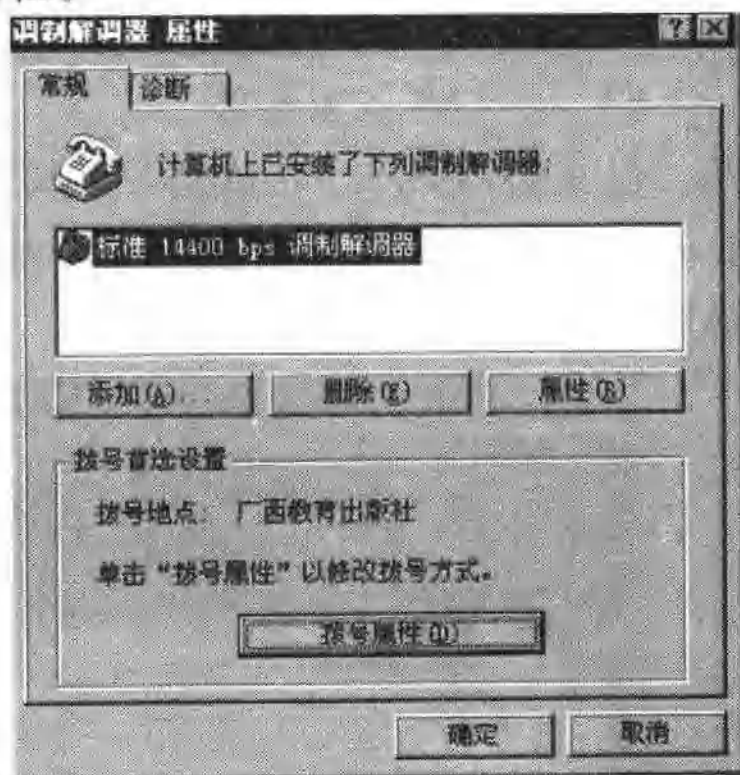 调制解调器 属性
常规 诊断
计算机上已安装了下列调制解调器:
标准 14400 bps 调制解调器
添加(A)... 删除(E) 属性(R)
拨号首选设置
拨号地点: 广西教育出版社
单击“拨号属性”以修改拨号方式。
拨号属性(D)
确定 取消